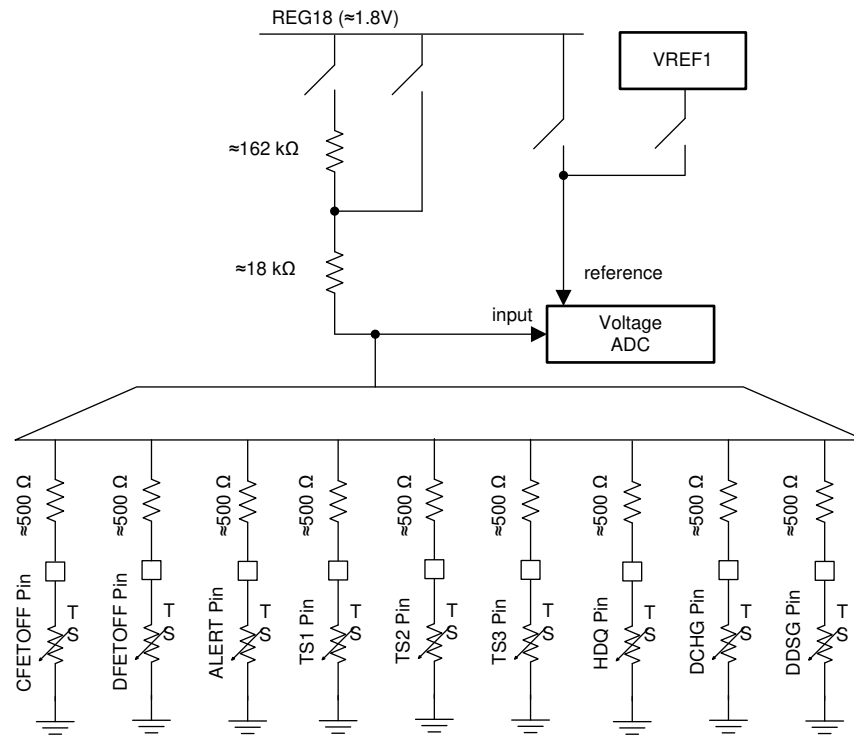 REG18 (≈1.8V)
VREF1
≈162 kΩ
≈18 kΩ
reference
input
Voltage
ADC
≈500 Ω
≈500 Ω
≈500 Ω
≈500 Ω
≈500 Ω
≈500 Ω
≈500 Ω
≈500 Ω
≈500 Ω
CFETOFF Pin
T
S
DFETOFF Pin
T
S
ALERT Pin
T
S
TS1 Pin
T
S
TS2 Pin
T
S
TS3 Pin
T
S
HDQ Pin
T
S
DCHG Pin
T
S
DDSG Pin
T
S